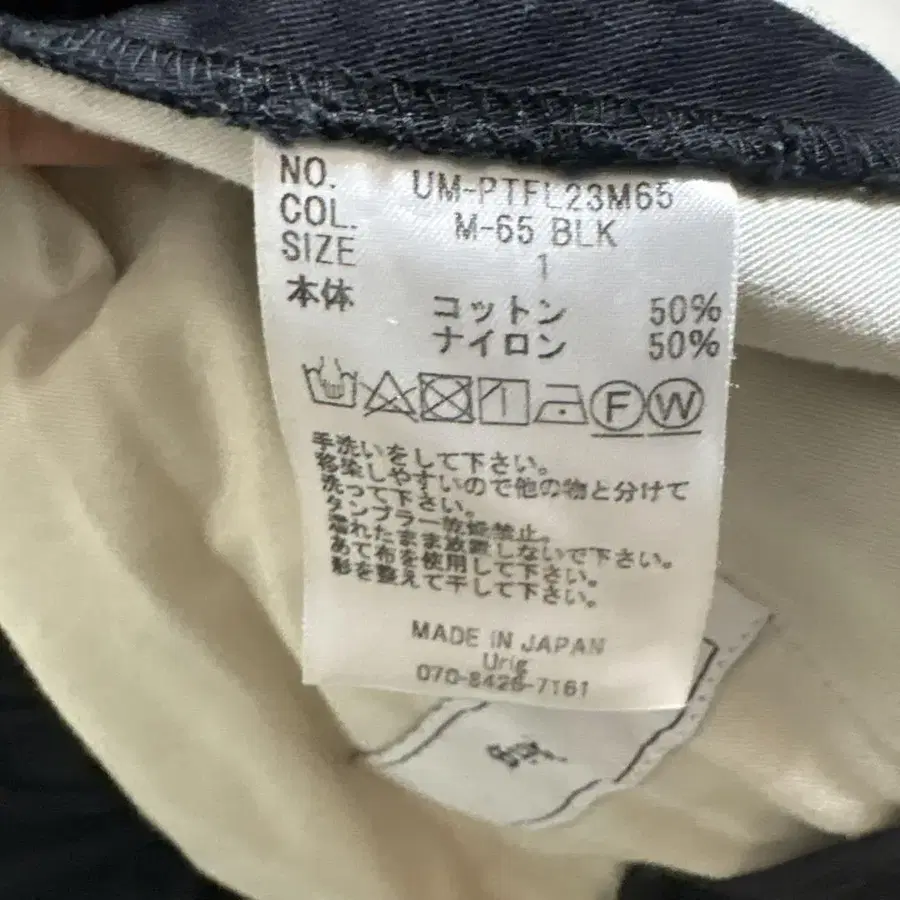 NO. UM-PTFL23M65
COL. M-65 BLK
SIZE 1
本体 コットン 50%
ナイロン 50%
F W
手洗いをして下さい。
移染しやすいので他の物と分けて
洗って下さい。
タンブラー乾燥禁止。
濡れたまま放置しないで下さい。
あて布を使用して下さい。
形を整えて干して下さい。
MADE IN JAPAN
Urig
070-8426-7161